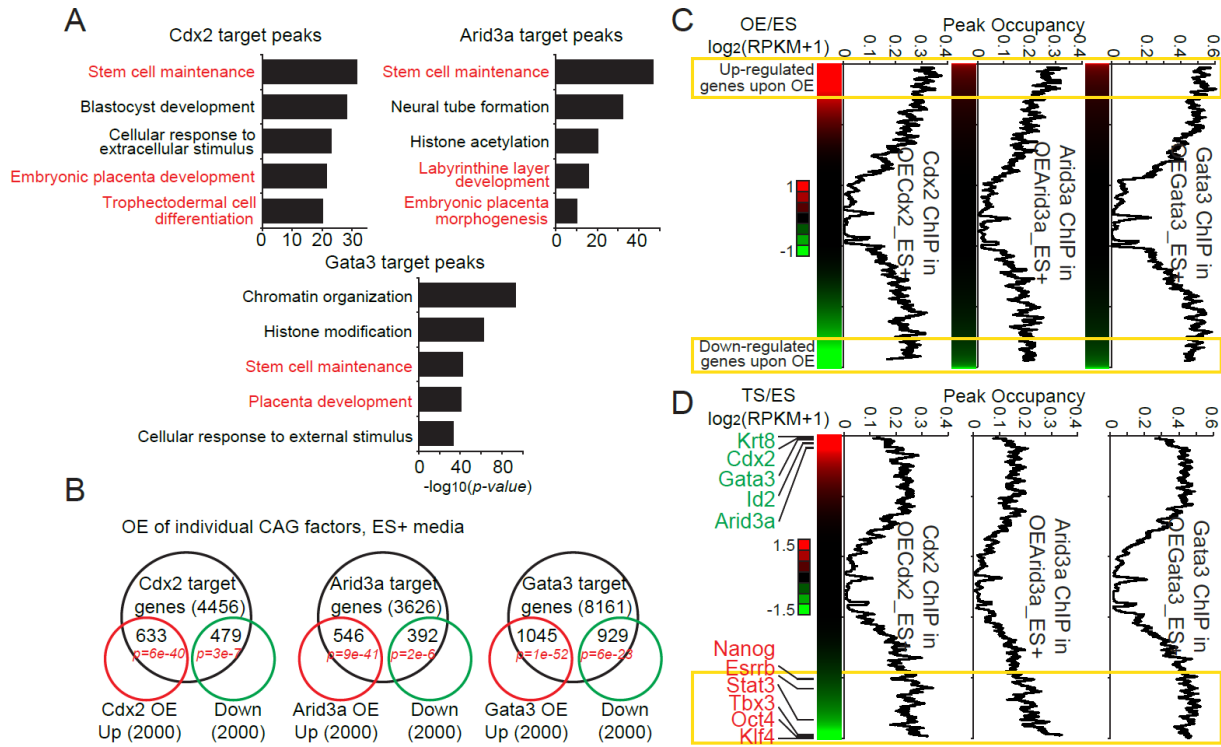 A
Cdx2 target peaks
Stem cell maintenance
Blastocyst development
Cellular response to
extracellular stimulus
Embryonic placenta development
Trophectodermal cell
differentiation
0 10 20 30
Arid3a target peaks
Stem cell maintenance
Neural tube formation
Histone acetylation
Labyrinthine layer
development
Embryonic placenta
morphogenesis
0 20 40
Gata3 target peaks
Chromatin organization
Histone modification
Stem cell maintenance
Placenta development
Cellular response to external stimulus
0 40 80
-log10(p-value)
B
OE of individual CAG factors, ES+ media
Cdx2 target
genes (4456)
633 479
p=6e-40 p=3e-7
Cdx2 OE Down
Up (2000) (2000)
Arid3a target
genes (3626)
546 392
p=9e-41 p=2e-6
Arid3a OE Down
Up (2000) (2000)
Gata3 target
genes (8161)
1045 929
p=1e-52 p=6e-23
Gata3 OE Down
Up (2000) (2000)
C
OE/ES Peak Occupancy
log2(RPKM+1)
0 0.1 0.2 0.3 0.4
0 0.1 0.2 0.3 0.4
0 0.2 0.4 0.6
Up-regulated
genes upon OE
1
-1
Cdx2 ChIP in
OECdx2_ES+
Arid3a ChIP in
OEArid3a_ES+
Gata3 ChIP in
OEGata3_ES+
Down-regulated
genes upon OE
D
TS/ES Peak Occupancy
log2(RPKM+1)
0 0.1 0.2 0.3 0.4
0 0.1 0.2 0.3 0.4
0 0.2 0.4 0.6
Krt8
Cdx2
Gata3
Id2
Arid3a
1.5
-1.5
Cdx2 ChIP in
OECdx2_ES+
Arid3a ChIP in
OEArid3a_ES+
Gata3 ChIP in
OEGata3_ES+
Nanog
Esrrb
Stat3
Tbx3
Oct4
Klf4